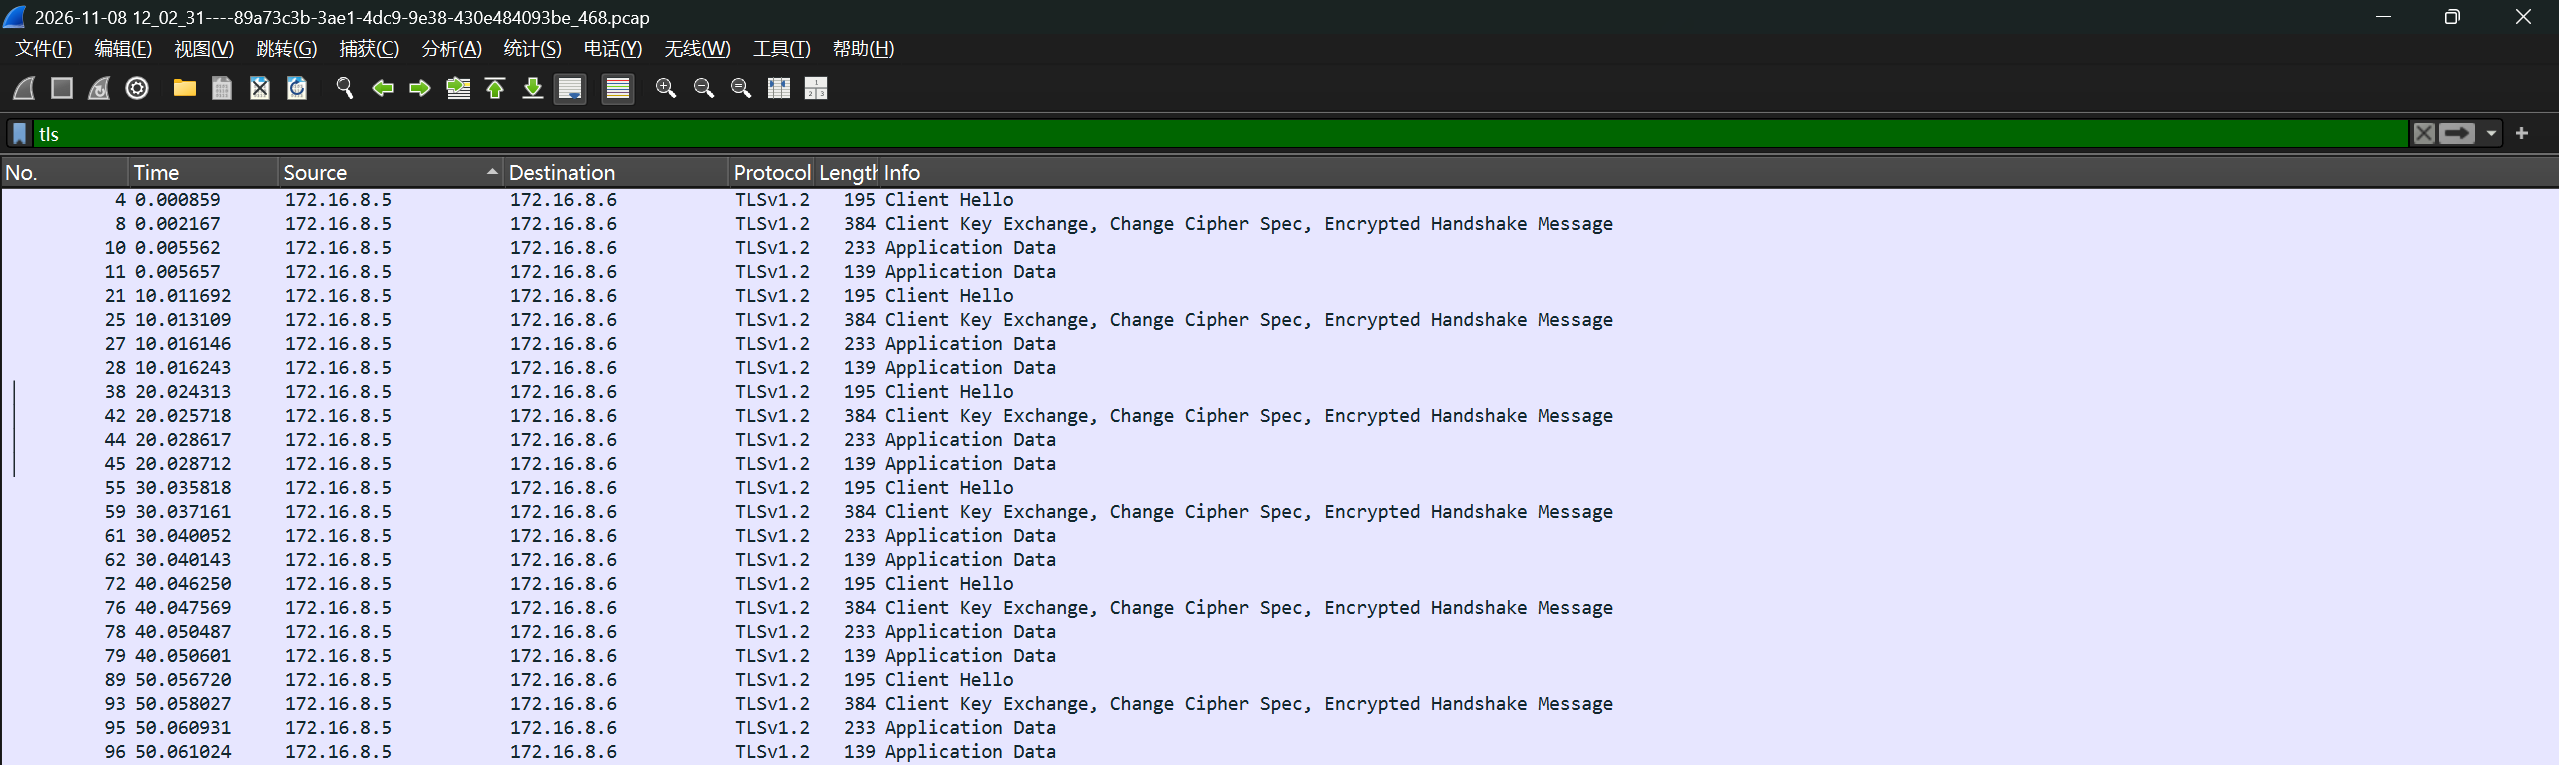 2026-11-08 12_02_31----89a73c3b-3ae1-4dc9-9e38-430e484093be_468.pcap
文件(F) 编辑(E) 视图(V) 跳转(G) 捕获(C) 分析(A) 统计(S) 电话(Y) 无线(W) 工具(T) 帮助(H)
tls
No. Time Source Destination Protocol Length Info
4 0.000859 172.16.8.5 172.16.8.6 TLSv1.2 195 Client Hello
8 0.002167 172.16.8.5 172.16.8.6 TLSv1.2 384 Client Key Exchange, Change Cipher Spec, Encrypted Handshake Message
10 0.005562 172.16.8.5 172.16.8.6 TLSv1.2 233 Application Data
11 0.005657 172.16.8.5 172.16.8.6 TLSv1.2 139 Application Data
21 10.011692 172.16.8.5 172.16.8.6 TLSv1.2 195 Client Hello
25 10.013109 172.16.8.5 172.16.8.6 TLSv1.2 384 Client Key Exchange, Change Cipher Spec, Encrypted Handshake Message
27 10.016146 172.16.8.5 172.16.8.6 TLSv1.2 233 Application Data
28 10.016243 172.16.8.5 172.16.8.6 TLSv1.2 139 Application Data
38 20.024313 172.16.8.5 172.16.8.6 TLSv1.2 195 Client Hello
42 20.025718 172.16.8.5 172.16.8.6 TLSv1.2 384 Client Key Exchange, Change Cipher Spec, Encrypted Handshake Message
44 20.028617 172.16.8.5 172.16.8.6 TLSv1.2 233 Application Data
45 20.028712 172.16.8.5 172.16.8.6 TLSv1.2 139 Application Data
55 30.035818 172.16.8.5 172.16.8.6 TLSv1.2 195 Client Hello
59 30.037161 172.16.8.5 172.16.8.6 TLSv1.2 384 Client Key Exchange, Change Cipher Spec, Encrypted Handshake Message
61 30.040052 172.16.8.5 172.16.8.6 TLSv1.2 233 Application Data
62 30.040143 172.16.8.5 172.16.8.6 TLSv1.2 139 Application Data
72 40.046250 172.16.8.5 172.16.8.6 TLSv1.2 195 Client Hello
76 40.047569 172.16.8.5 172.16.8.6 TLSv1.2 384 Client Key Exchange, Change Cipher Spec, Encrypted Handshake Message
78 40.050487 172.16.8.5 172.16.8.6 TLSv1.2 233 Application Data
79 40.050601 172.16.8.5 172.16.8.6 TLSv1.2 139 Application Data
89 50.056720 172.16.8.5 172.16.8.6 TLSv1.2 195 Client Hello
93 50.058027 172.16.8.5 172.16.8.6 TLSv1.2 384 Client Key Exchange, Change Cipher Spec, Encrypted Handshake Message
95 50.060931 172.16.8.5 172.16.8.6 TLSv1.2 233 Application Data
96 50.061024 172.16.8.5 172.16.8.6 TLSv1.2 139 Application Data